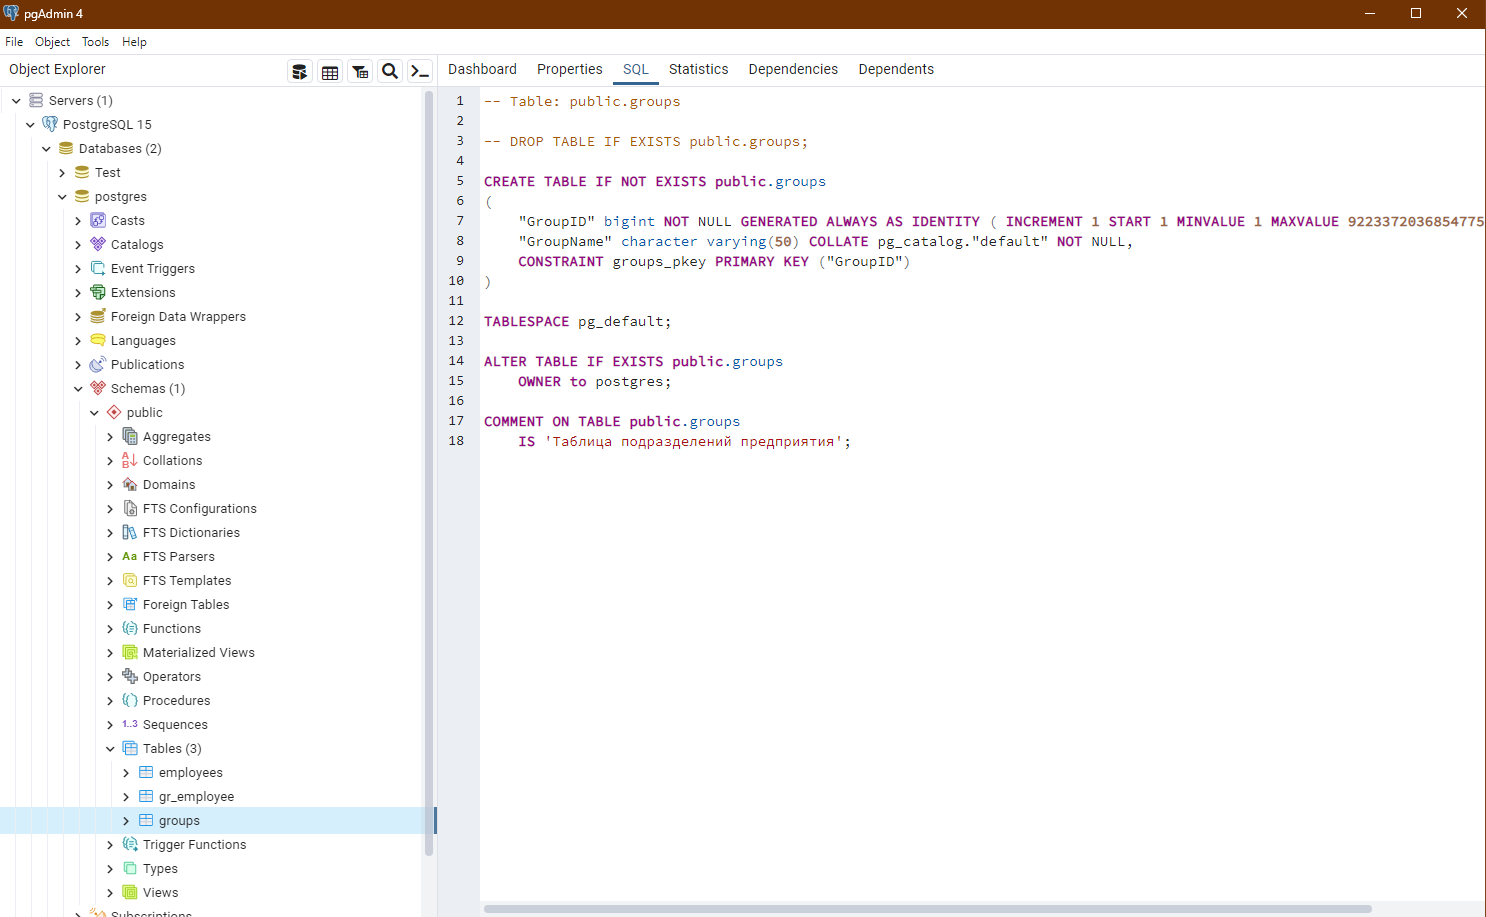 pgAdmin 4
File Object Tools Help
Object Explorer
Dashboard Properties SQL Statistics Dependencies Dependents
Servers (1)
PostgreSQL 15
Databases (2)
Test
postgres
Casts
Catalogs
Event Triggers
Extensions
Foreign Data Wrappers
Languages
Publications
Schemas (1)
public
Aggregates
Collations
Domains
FTS Configurations
FTS Dictionaries
Aa FTS Parsers
FTS Templates
Foreign Tables
Functions
Materialized Views
Operators
Procedures
1..3 Sequences
Tables (3)
employees
gr_employee
groups
Trigger Functions
Types
Views
Subscriptions
1 -- Table: public.groups
2
3 -- DROP TABLE IF EXISTS public.groups;
4
5 CREATE TABLE IF NOT EXISTS public.groups
6 (
7 "GroupID" bigint NOT NULL GENERATED ALWAYS AS IDENTITY ( INCREMENT 1 START 1 MINVALUE 1 MAXVALUE 9223372036854775
8 "GroupName" character varying(50) COLLATE pg_catalog."default" NOT NULL,
9 CONSTRAINT groups_pkey PRIMARY KEY ("GroupID")
10 )
11
12 TABLESPACE pg_default;
13
14 ALTER TABLE IF EXISTS public.groups
15 OWNER to postgres;
16
17 COMMENT ON TABLE public.groups
18 IS 'Таблица подразделений предприятия';